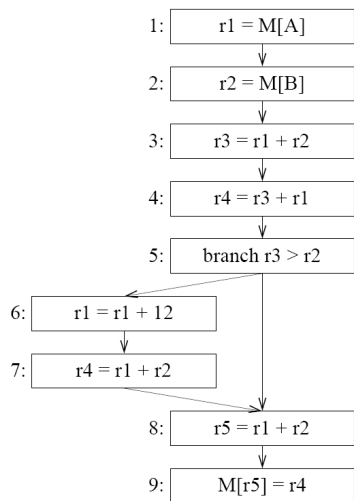 1: r1 = M[A]
2: r2 = M[B]
3: r3 = r1 + r2
4: r4 = r3 + r1
5: branch r3 > r2
6: r1 = r1 + 12
7: r4 = r1 + r2
8: r5 = r1 + r2
9: M[r5] = r4